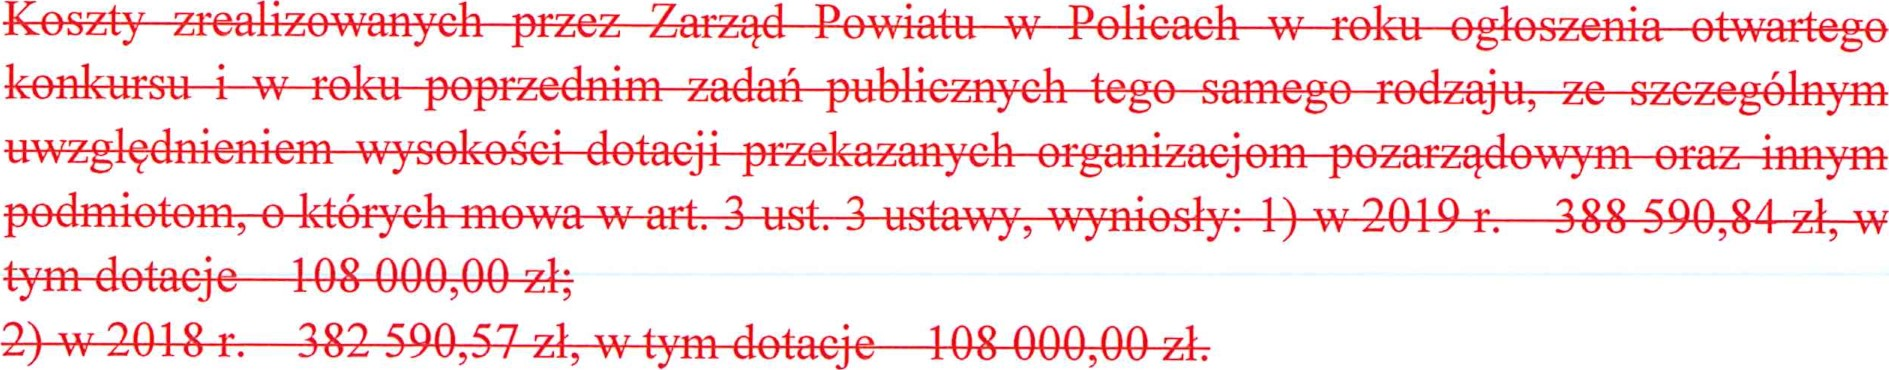 Koszty zrealizowanych przez Zarząd Powiatu w Policach w roku ogłoszenia otwartego
konkursu i w roku poprzednim zadań publicznych tego samego rodzaju, ze szczególnym
uwzględnieniem wysokości dotacji przekazanych organizacjom pozarządowym oraz innym
podmiotom, o których mowa w art. 3 ust. 3 ustawy, wyniosły: 1) w 2019 r. – 388 590,84 zł, w
tym dotacje – 108 000,00 zł;
2) w 2018 r. – 382 590,57 zł, w tym dotacje – 108 000,00 zł.